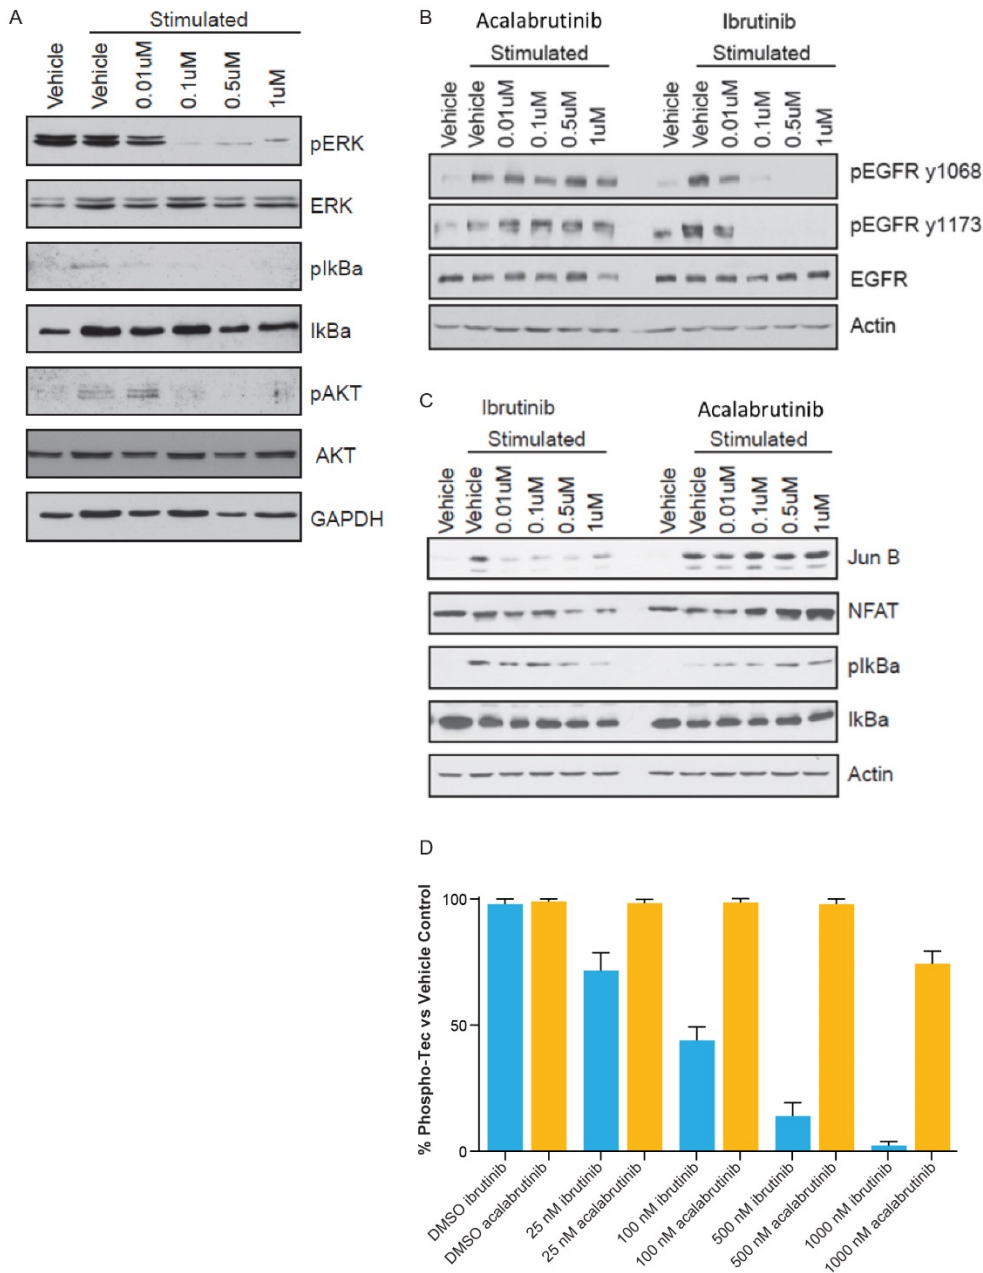 A
Stimulated
Vehicle
Vehicle
0.01uM
0.1uM
0.5uM
1uM
pERK
ERK
pIkBa
IkBa
pAKT
AKT
GAPDH
B
Acalabrutinib
Ibrutinib
Stimulated
Stimulated
Vehicle
Vehicle
0.01uM
0.1uM
0.5uM
1uM
Vehicle
Vehicle
0.01uM
0.1uM
0.5uM
1uM
pEGFR y1068
pEGFR y1173
EGFR
Actin
C
Ibrutinib
Acalabrutinib
Stimulated
Stimulated
Vehicle
Vehicle
0.01uM
0.1uM
0.5uM
1uM
Vehicle
Vehicle
0.01uM
0.1uM
0.5uM
1uM
Jun B
NFAT
pIkBa
IkBa
Actin
D
% Phospho-Tec vs Vehicle Control
100
50
0
DMSO ibrutinib
DMSO acalabrutinib
25 nM ibrutinib
25 nM acalabrutinib
100 nM ibrutinib
100 nM acalabrutinib
500 nM ibrutinib
500 nM acalabrutinib
1000 nM ibrutinib
1000 nM acalabrutinib